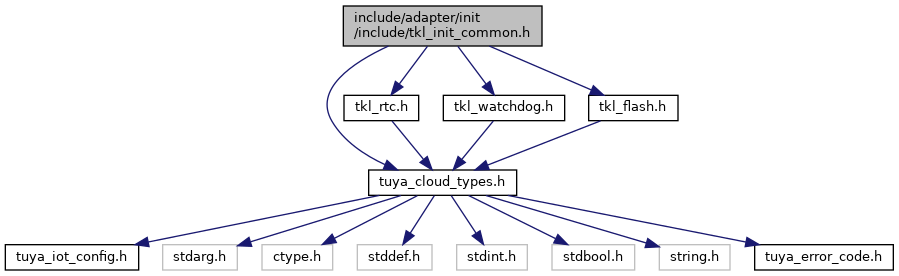 include/adapter/init
/include/tkl_init_common.h
tkl_rtc.h
tkl_watchdog.h
tkl_flash.h
tuya_cloud_types.h
tuya_iot_config.h
stdarg.h
ctype.h
stddef.h
stdint.h
stdbool.h
string.h
tuya_error_code.h